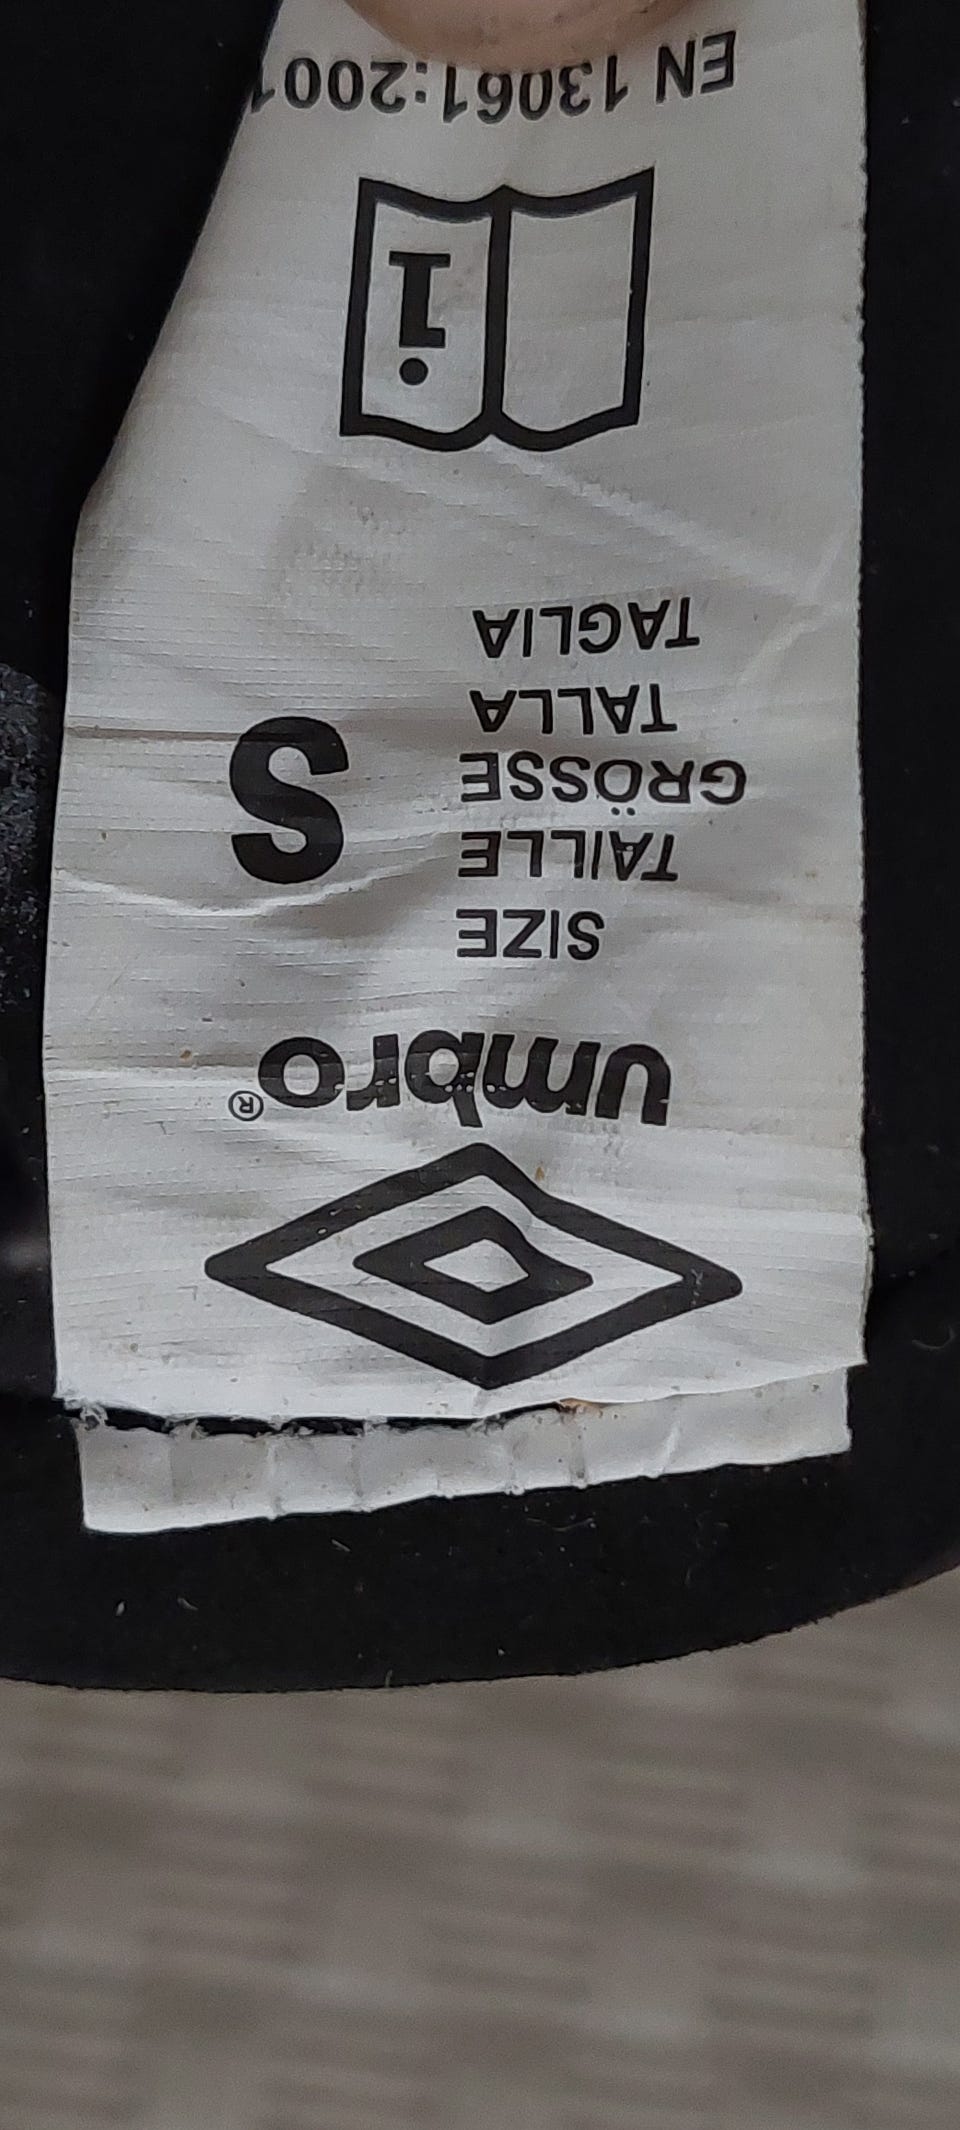 umbro®
SIZE
TAILLE
GRÖSSE
TALLA
TAGLIA
S
i
EN 13061:2001